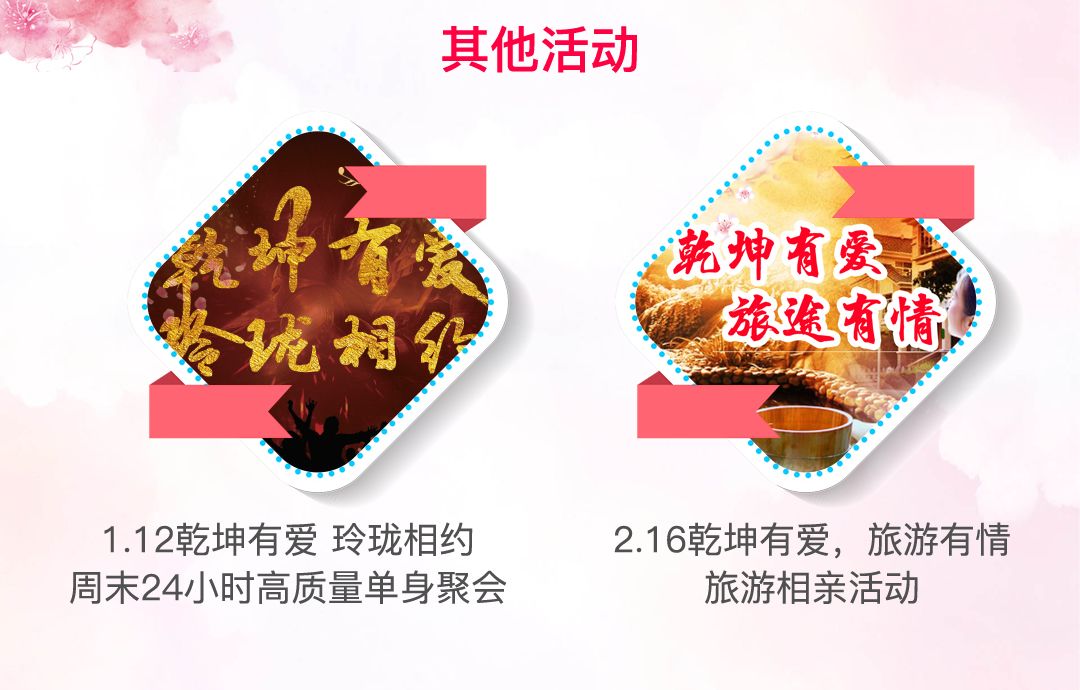 其他活动
乾坤有爱
玲珑相约
乾坤有爱
旅途有情
1.12乾坤有爱 玲珑相约
周末24小时高质量单身聚会
2.16乾坤有爱，旅游有情
旅游相亲活动